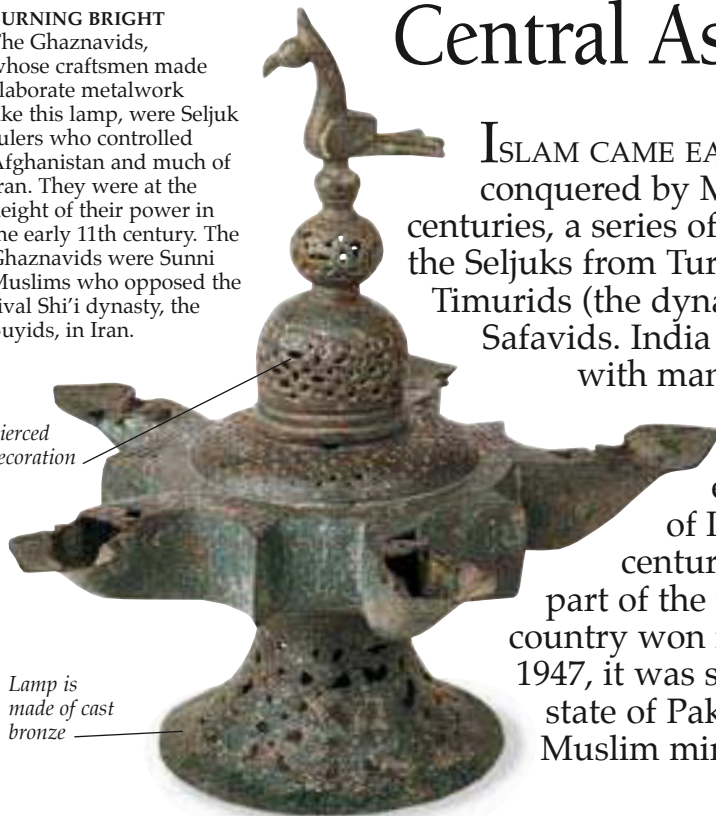 URNING BRIGHT
he Ghaznavids,
whose craftsmen made
laborate metalwork
ike this lamp, were Seljuk
ulers who controlled
Afghanistan and much of
ran. They were at the
eight of their power in
he early 11th century. The
Ghaznavids were Sunni
Muslims who opposed the
ival Shi'i dynasty, the
uyids, in Iran.
ierced
ecoration
Lamp is
made of cast
bronze
Central As
ISLAM CAME EA
conquered by M
centuries, a series of
the Seljuks from Tur
Timurids (the dyna
Safavids. India
with mar
e
of I
centur
part of the
country won
1947, it was s
state of Pak
Muslim mi